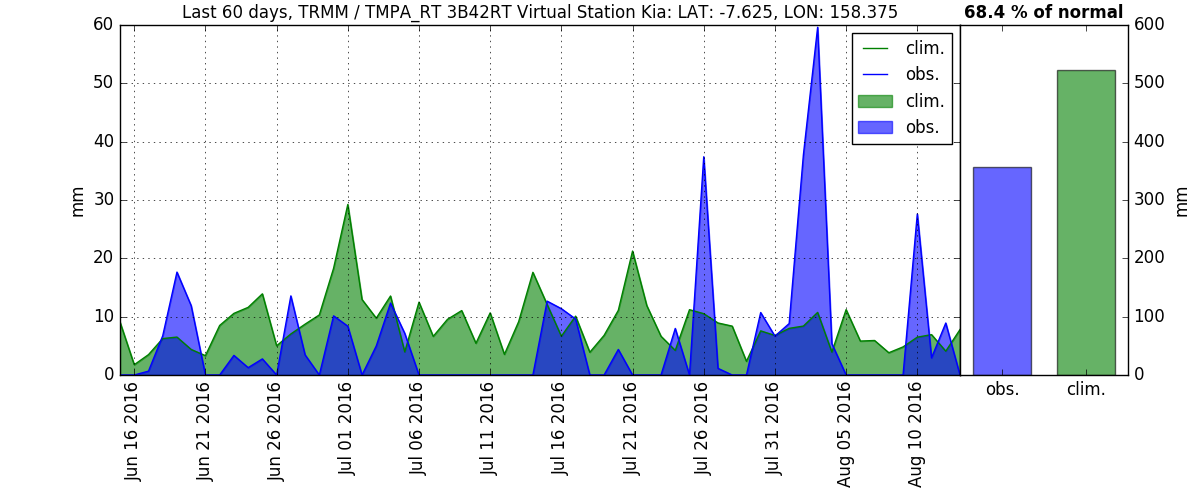 Last 60 days, TRMM / TMPA_RT 3B42RT Virtual Station Kia: LAT: -7.625, LON: 158.375
68.4 % of normal
60
50
40
30
20
10
0
mm
clim.
obs.
clim.
obs.
Jun 16 2016
Jun 21 2016
Jun 26 2016
Jul 01 2016
Jul 06 2016
Jul 11 2016
Jul 16 2016
Jul 21 2016
Jul 26 2016
Jul 31 2016
Aug 05 2016
Aug 10 2016
600
500
400
300
200
100
0
mm
obs.
clim.